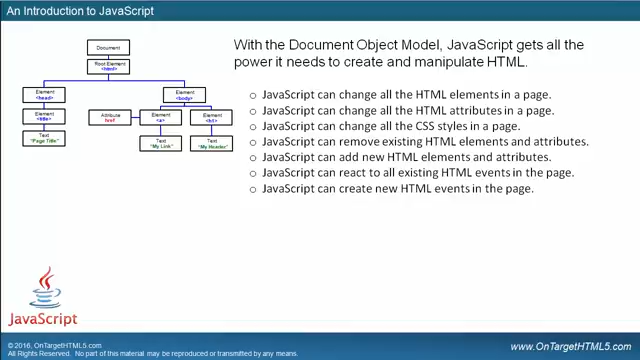 An Introduction to JavaScript
Document
Root Element
<html>
Element
<head>
Element
<body>
Element
<title>
Attribute
href
Element
<a>
Element
<h1>
Text
"Page Title"
Text
"My Link"
Text
"My Header"
With the Document Object Model, JavaScript gets all the
power it needs to create and manipulate HTML.
o JavaScript can change all the HTML elements in a page.
o JavaScript can change all the HTML attributes in a page.
o JavaScript can change all the CSS styles in a page.
o JavaScript can remove existing HTML elements and attributes.
o JavaScript can add new HTML elements and attributes.
o JavaScript can react to all existing HTML events in the page.
o JavaScript can create new HTML events in the page.
JavaScript
© 2016, OnTargetHTML5.com
All Rights Reserved. No part of this material may be reproduced or transmitted by any means.
www.OnTargetHTML5.com